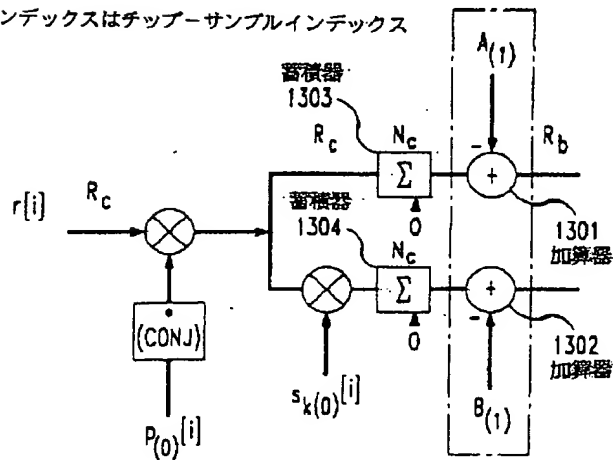 ンデックスはチップーサンプルインデックス
A(1)
蓄積器
1303
Rc
Nc
Σ
0
-
+
Rb
r[i]
Rc
蓄積器
1304
Nc
Σ
0
1301
加算器
*
(CONJ)
-
+
1302
加算器
sk(0)[i]
B(1)
P(0)[i]